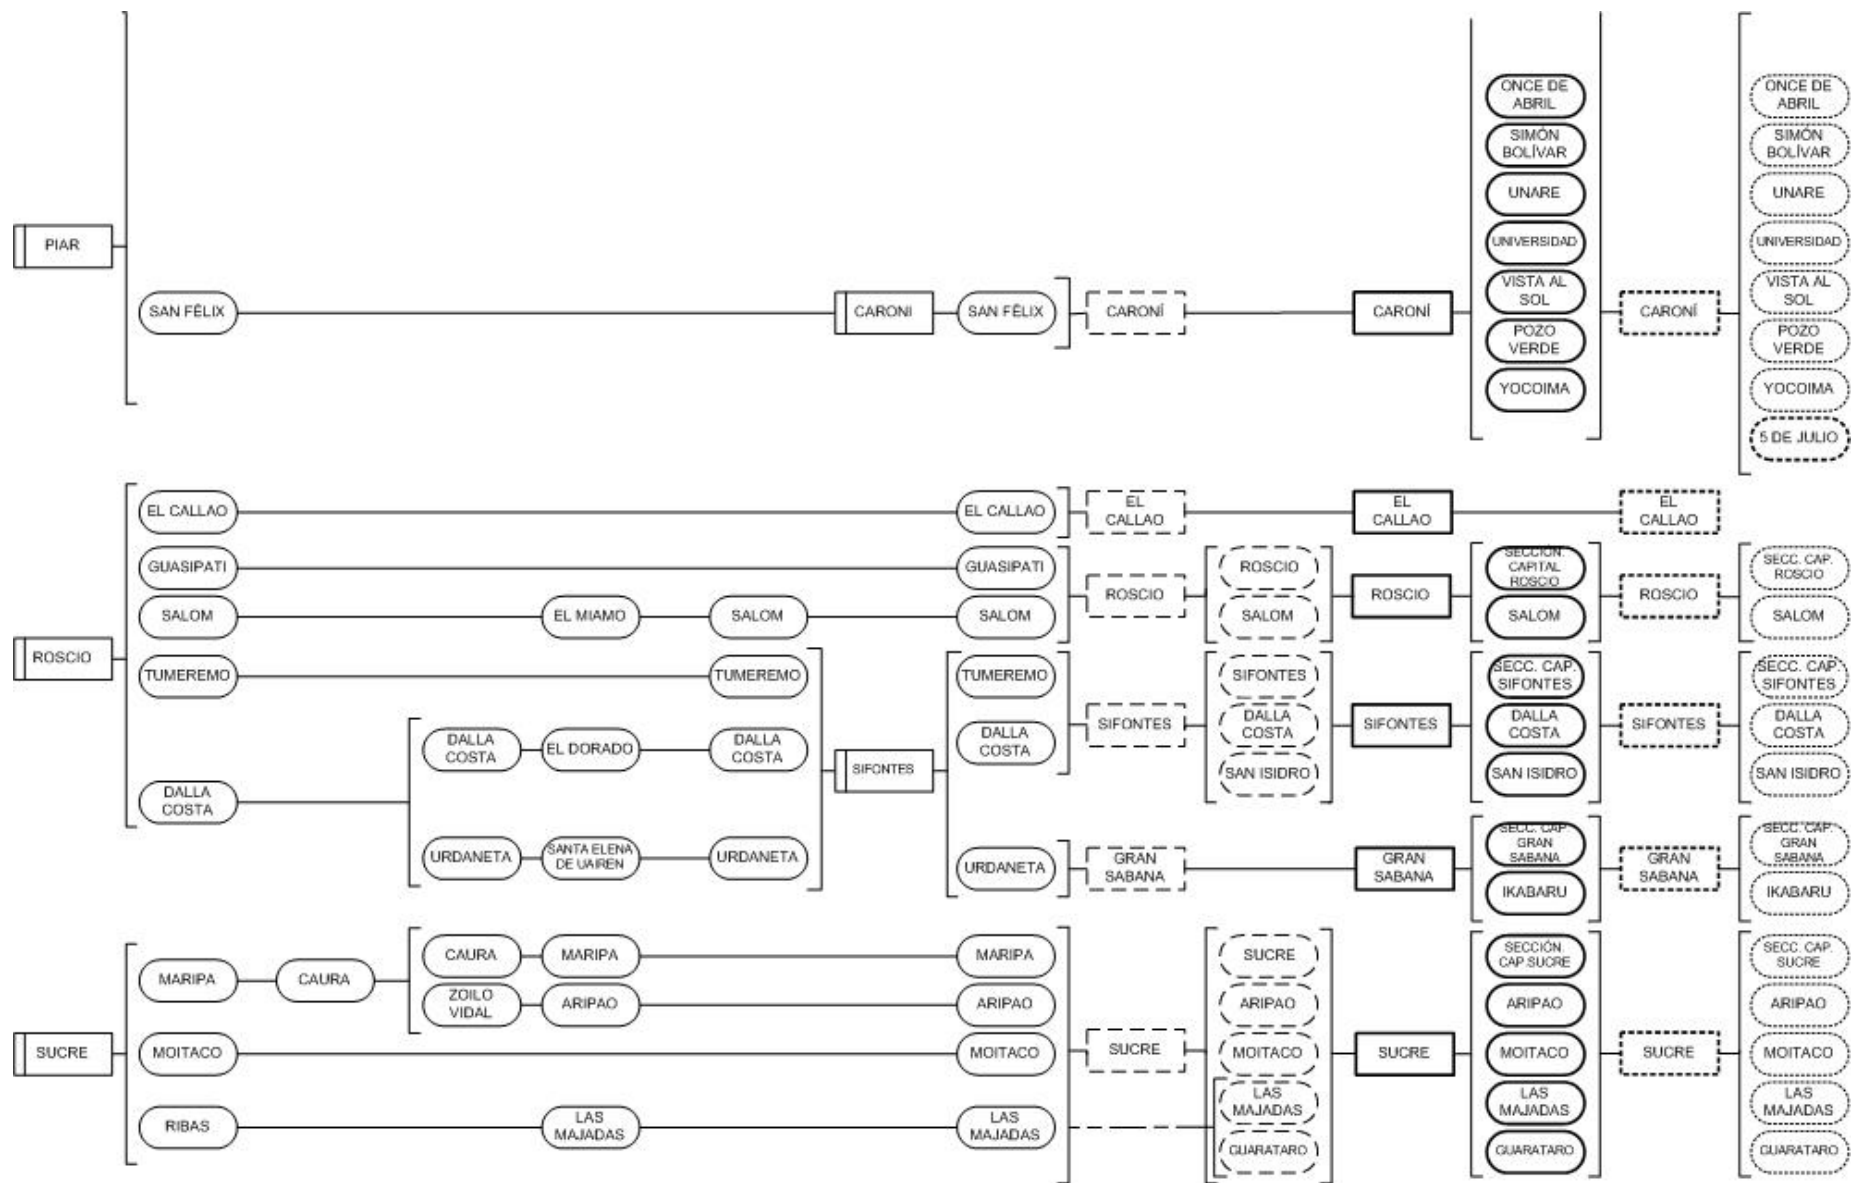 ONCE DE
ABRIL
ONCE DE
ABRIL
SIMÓN
BOLÍVAR
SIMÓN
BOLÍVAR
UNARE
UNARE
PIAR
UNIVERSIDAD
UNIVERSIDAD
SAN FÉLIX
CARONI
SAN FÉLIX
CARONÍ
CARONÍ
VISTA AL
SOL
CARONÍ
VISTA AL
SOL
POZO
VERDE
POZO
VERDE
YOCOIMA
YOCOIMA
5 DE JULIO
EL CALLAO
EL CALLAO
EL
CALLAO
EL
CALLAO
EL
CALLAO
GUASIPATI
GUASIPATI
ROSCIO
ROSCIO
ROSCIO
SECCIÓN.
CAPITAL
ROSCIO
ROSCIO
SECC. CAP.
ROSCIO
SALOM
EL MIAMO
SALOM
SALOM
SALOM
SALOM
SALOM
ROSCIO
TUMEREMO
TUMEREMO
TUMEREMO
SIFONTES
SECC. CAP.
SIFONTES
SECC. CAP.
SIFONTES
DALLA
COSTA
EL DORADO
DALLA
COSTA
SIFONTES
DALLA
COSTA
SIFONTES
DALLA
COSTA
SIFONTES
DALLA
COSTA
SIFONTES
DALLA
COSTA
DALLA
COSTA
SAN ISIDRO
SAN ISIDRO
SAN ISIDRO
URDANETA
SANTA ELENA
DE UAIREN
URDANETA
URDANETA
GRAN
SABANA
GRAN
SABANA
SECC. CAP
GRAN
SABANA
GRAN
SABANA
SECC. CAP.
GRAN
SABANA
IKABARU
IKABARU
MARIPA
CAURA
CAURA
MARIPA
MARIPA
SUCRE
SECCIÓN.
CAP.SUCRE
SECC. CAP.
SUCRE
ZOILO
VIDAL
ARIPAO
ARIPAO
ARIPAO
ARIPAO
ARIPAO
SUCRE
MOITACO
MOITACO
SUCRE
MOITACO
SUCRE
MOITACO
SUCRE
MOITACO
RIBAS
LAS
MAJADAS
LAS
MAJADAS
LAS
MAJADAS
LAS
MAJADAS
LAS
MAJADAS
GUARATARO
GUARATARO
GUARATARO